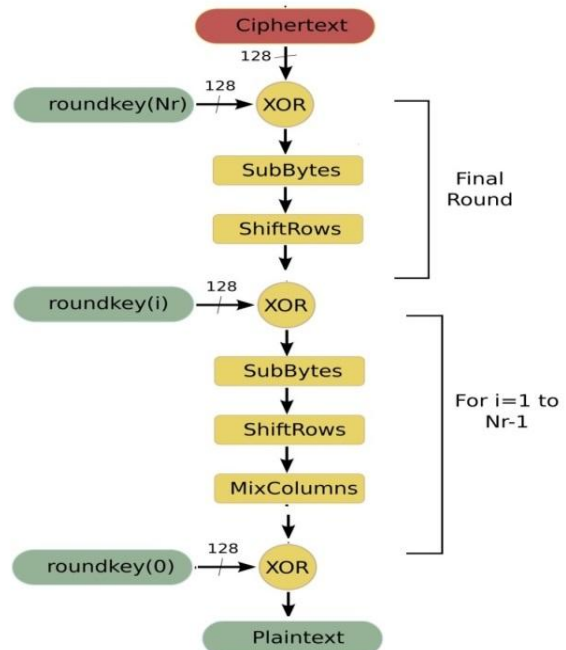 Ciphertext
128
roundkey(Nr)
128
XOR
SubBytes
ShiftRows
Final
Round
roundkey(i)
128
XOR
SubBytes
ShiftRows
MixColumns
For i=1 to
Nr-1
roundkey(0)
128
XOR
Plaintext